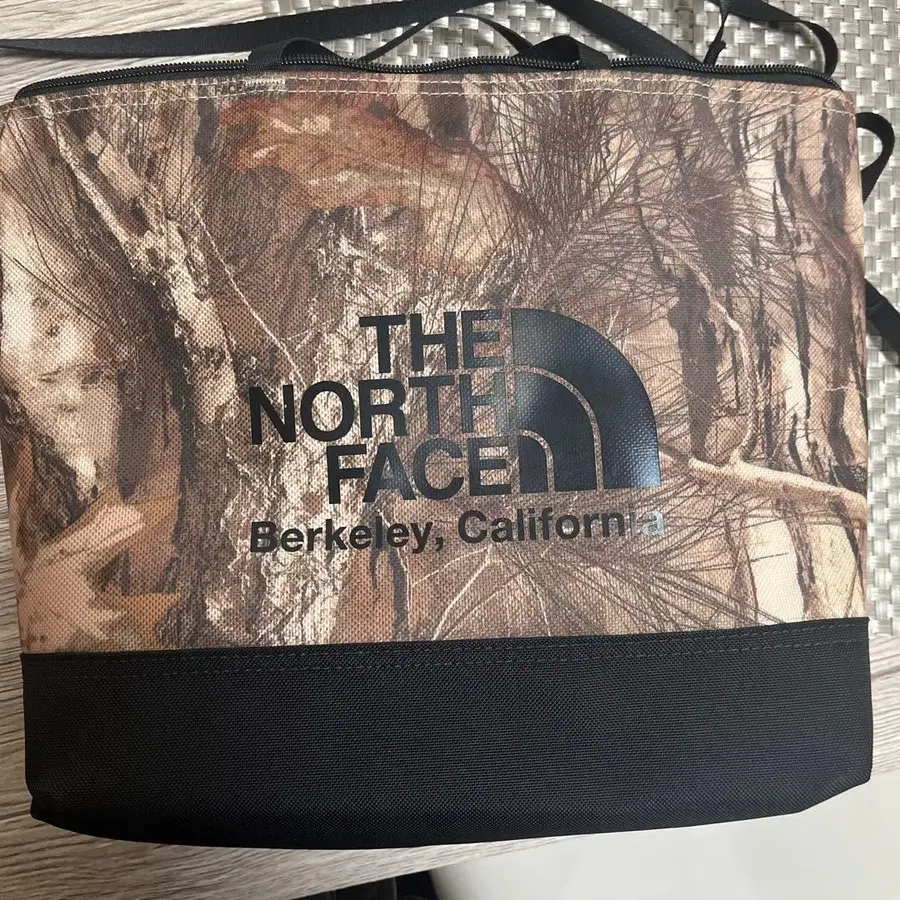 THE
NORTH
FACE
Berkeley, California